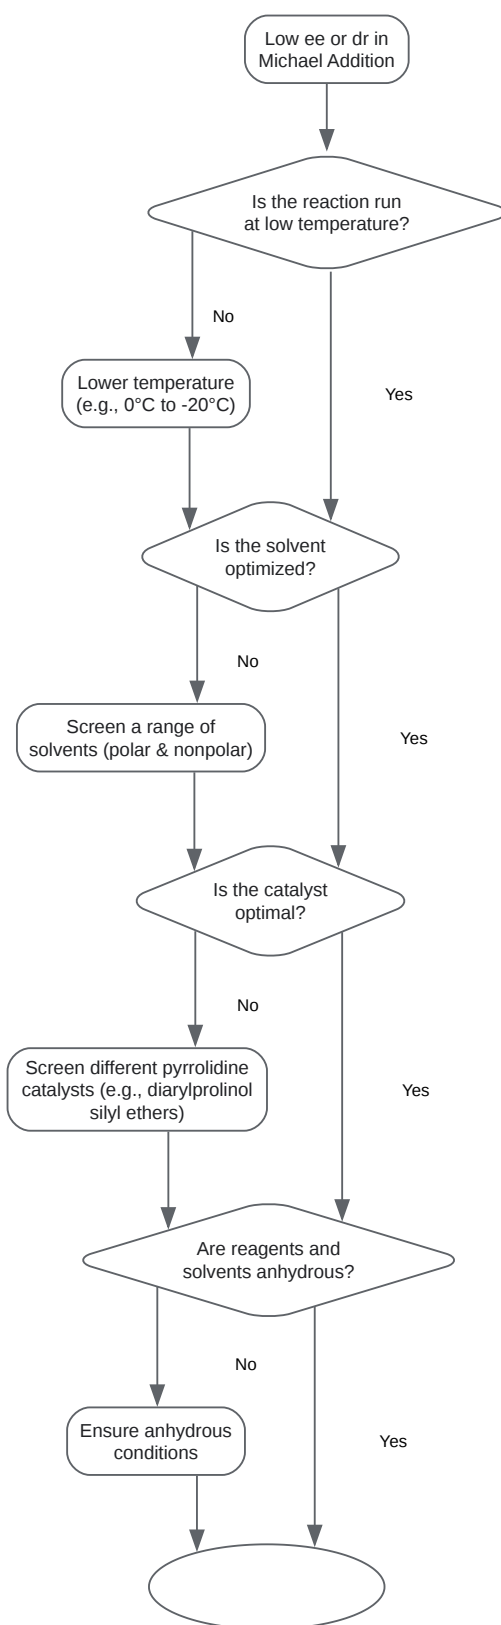 Low ee or dr in
Michael Addition
Is the reaction run
at low temperature?
No
Lower temperature
(e.g., 0°C to -20°C)
Yes
Is the solvent
optimized?
No
Screen a range of
solvents (polar & nonpolar)
Yes
Is the catalyst
optimal?
No
Screen different pyrrolidine
catalysts (e.g., diarylprolinol
silyl ethers)
Yes
Are reagents and
solvents anhydrous?
No
Ensure anhydrous
conditions
Yes